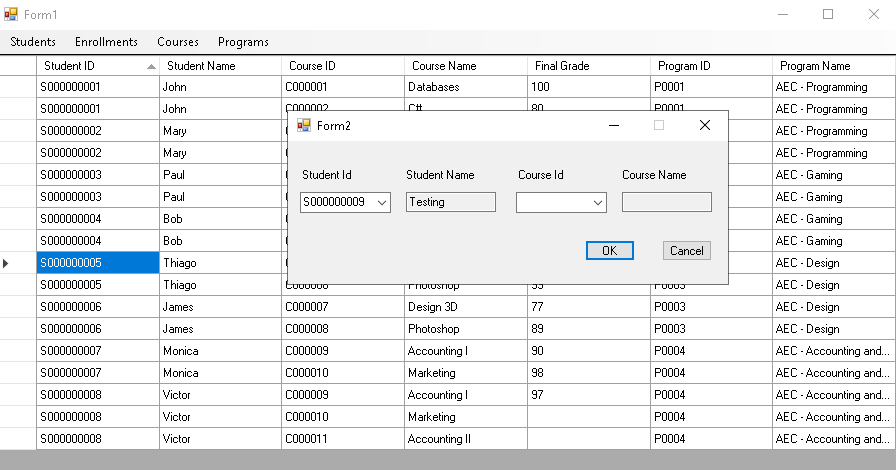 Form1
Students Enrollments Courses Programs
Student ID Student Name Course ID Course Name Final Grade Program ID Program Name
S000000001 John C000001 Databases 100 P0001 AEC - Programming
S000000001 John C000002 C# 80 P0001 AEC - Programming
S000000002 Mary AEC - Programming
S000000002 Mary AEC - Programming
S000000003 Paul AEC - Gaming
S000000003 Paul AEC - Gaming
S000000004 Bob AEC - Gaming
S000000004 Bob AEC - Gaming
S000000005 Thiago AEC - Design
S000000005 Thiago C000008 Photoshop P0003 AEC - Design
S000000006 James C000007 Design 3D 77 P0003 AEC - Design
S000000006 James C000008 Photoshop 89 P0003 AEC - Design
S000000007 Monica C000009 Accounting I 90 P0004 AEC - Accounting and...
S000000007 Monica C000010 Marketing 98 P0004 AEC - Accounting and...
S000000008 Victor C000009 Accounting I 97 P0004 AEC - Accounting and...
S000000008 Victor C000010 Marketing P0004 AEC - Accounting and...
S000000008 Victor C000011 Accounting II P0004 AEC - Accounting and...
Form2
Student Id Student Name Course Id Course Name
S000000009 Testing
OK Cancel